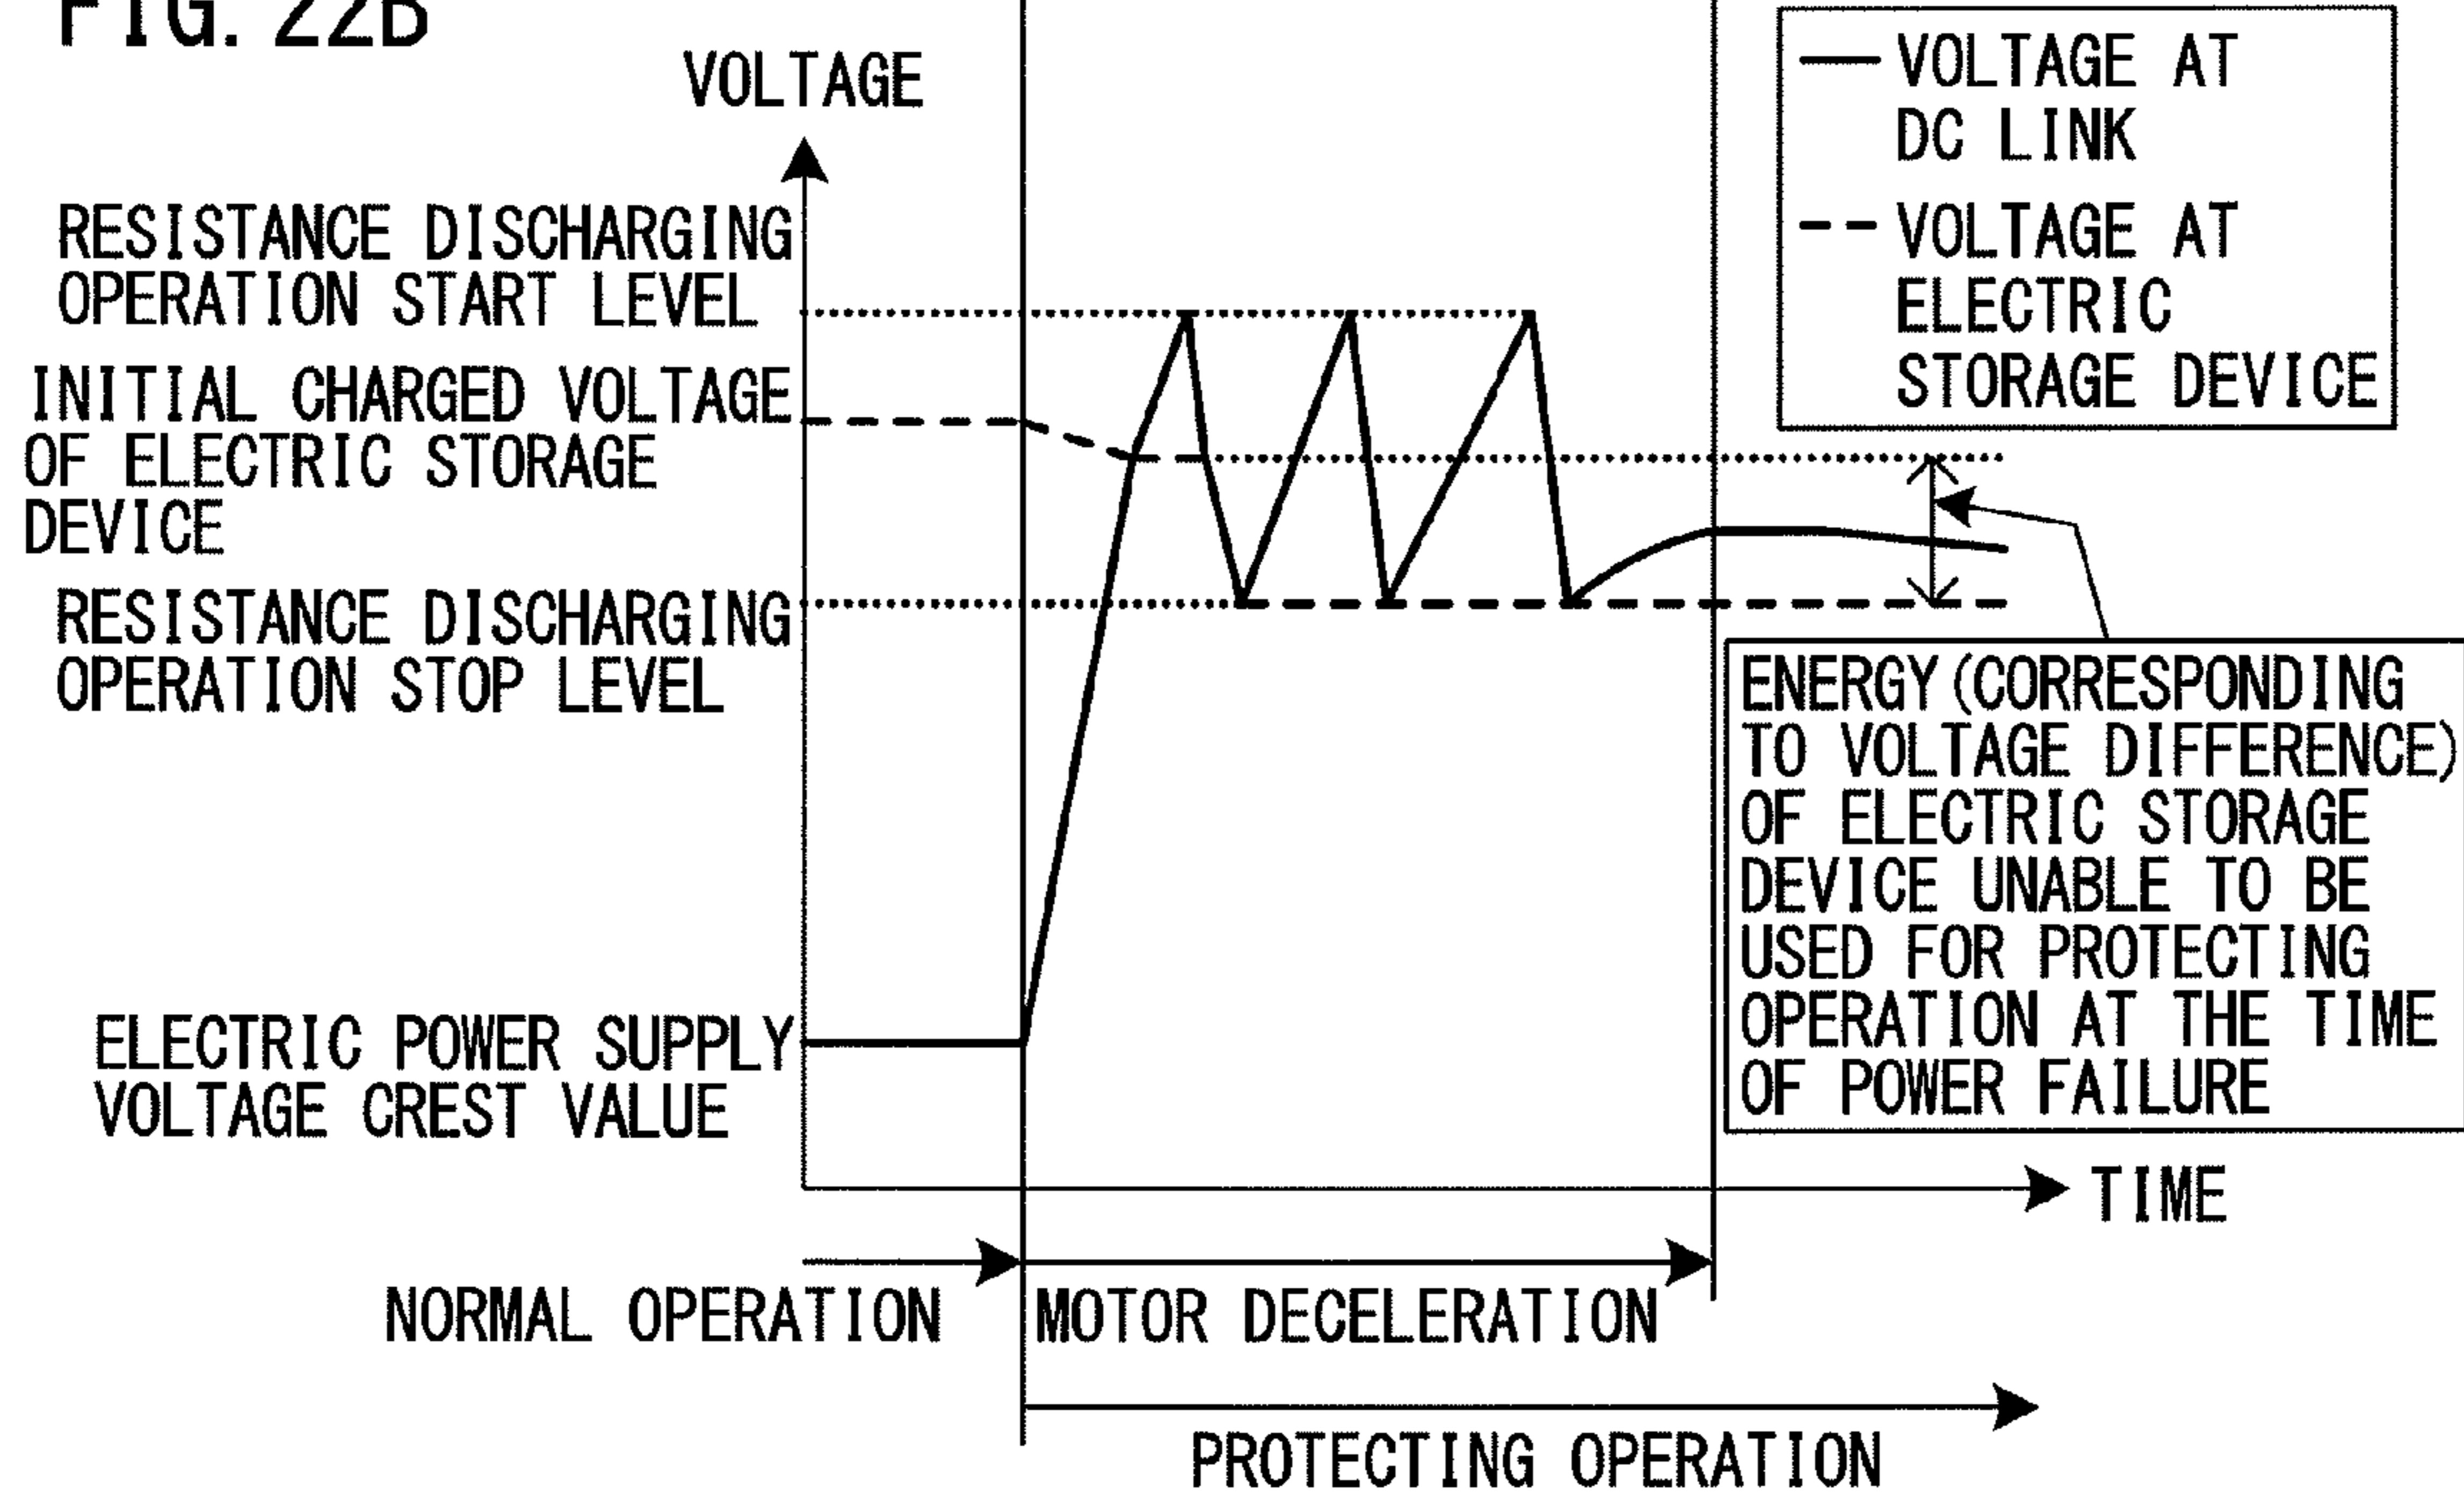 FIG. 22B
VOLTAGE
VOLTAGE AT
DC LINK
VOLTAGE AT
ELECTRIC
STORAGE DEVICE
RESISTANCE DISCHARGING
OPERATION START LEVEL
INITIAL CHARGED VOLTAGE
OF ELECTRIC STORAGE
DEVICE
RESISTANCE DISCHARGING
OPERATION STOP LEVEL
ENERGY (CORRESPONDING
TO VOLTAGE DIFFERENCE)
OF ELECTRIC STORAGE
DEVICE UNABLE TO BE
USED FOR PROTECTING
OPERATION AT THE TIME
OF POWER FAILURE
ELECTRIC POWER SUPPLY
VOLTAGE CREST VALUE
TIME
NORMAL OPERATION
MOTOR DECELERATION
PROTECTING OPERATION